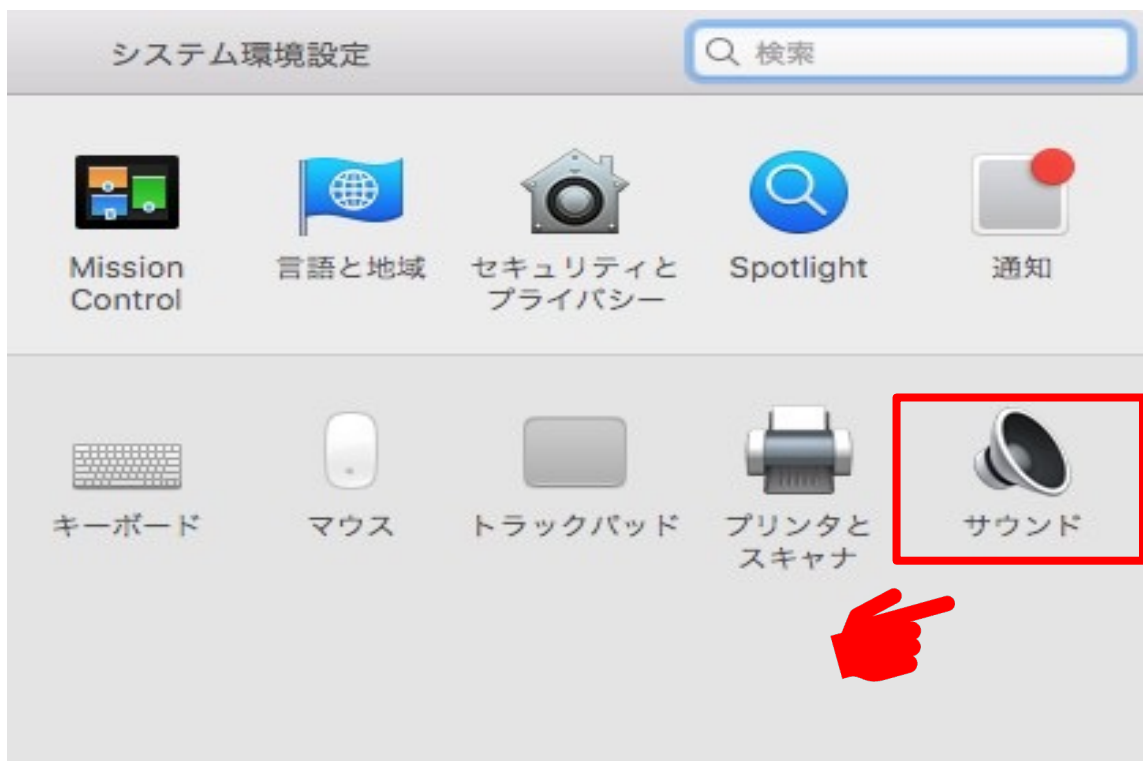 システム環境設定
検索
Mission
Control
言語と地域
セキュリティと
プライバシー
Spotlight
通知
キーボード
マウス
トラックパッド
プリンタと
スキャナ
サウンド